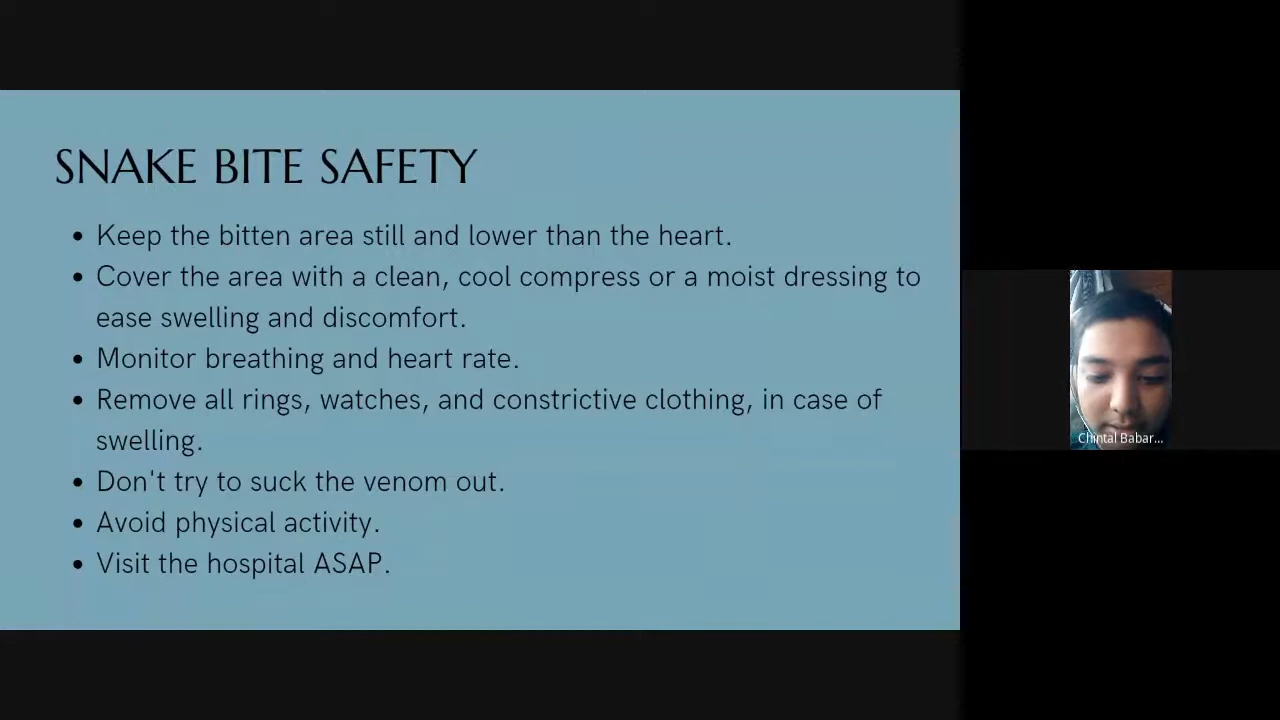 SNAKE BITE SAFETY
• Keep the bitten area still and lower than the heart.
• Cover the area with a clean, cool compress or a moist dressing to
ease swelling and discomfort.
• Monitor breathing and heart rate.
• Remove all rings, watches, and constrictive clothing, in case of
swelling.
• Don't try to suck the venom out.
• Avoid physical activity.
• Visit the hospital ASAP.
Chintal Babar...